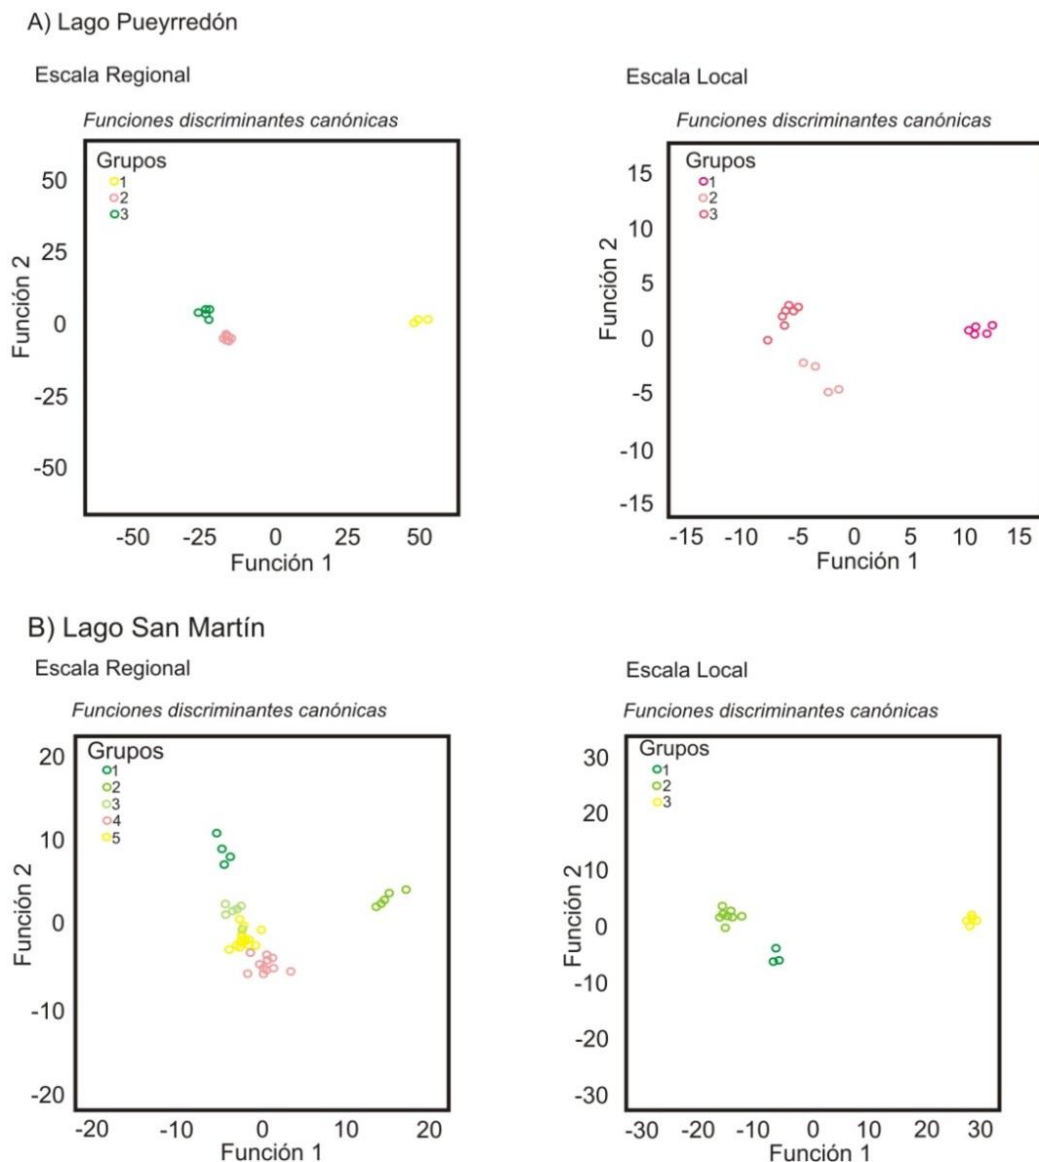 A) Lago Pueyrredón
Escala Regional
Funciones discriminantes canónicas
Grupos
1
2
3
50
25
0
-25
-50
Función 2
-50 -25 0 25 50
Función 1
Escala Local
Funciones discriminantes canónicas
Grupos
1
2
3
15
10
5
0
-5
-10
-15
Función 2
-15 -10 -5 0 5 10 15
Función 1
B) Lago San Martín
Escala Regional
Funciones discriminantes canónicas
Grupos
1
2
3
4
5
20
10
0
-10
-20
Función 2
-20 -10 0 10 20
Función 1
Escala Local
Funciones discriminantes canónicas
Grupos
1
2
3
30
20
10
0
-10
-20
-30
Función 2
-30 -20 -10 0 10 20 30
Función 1